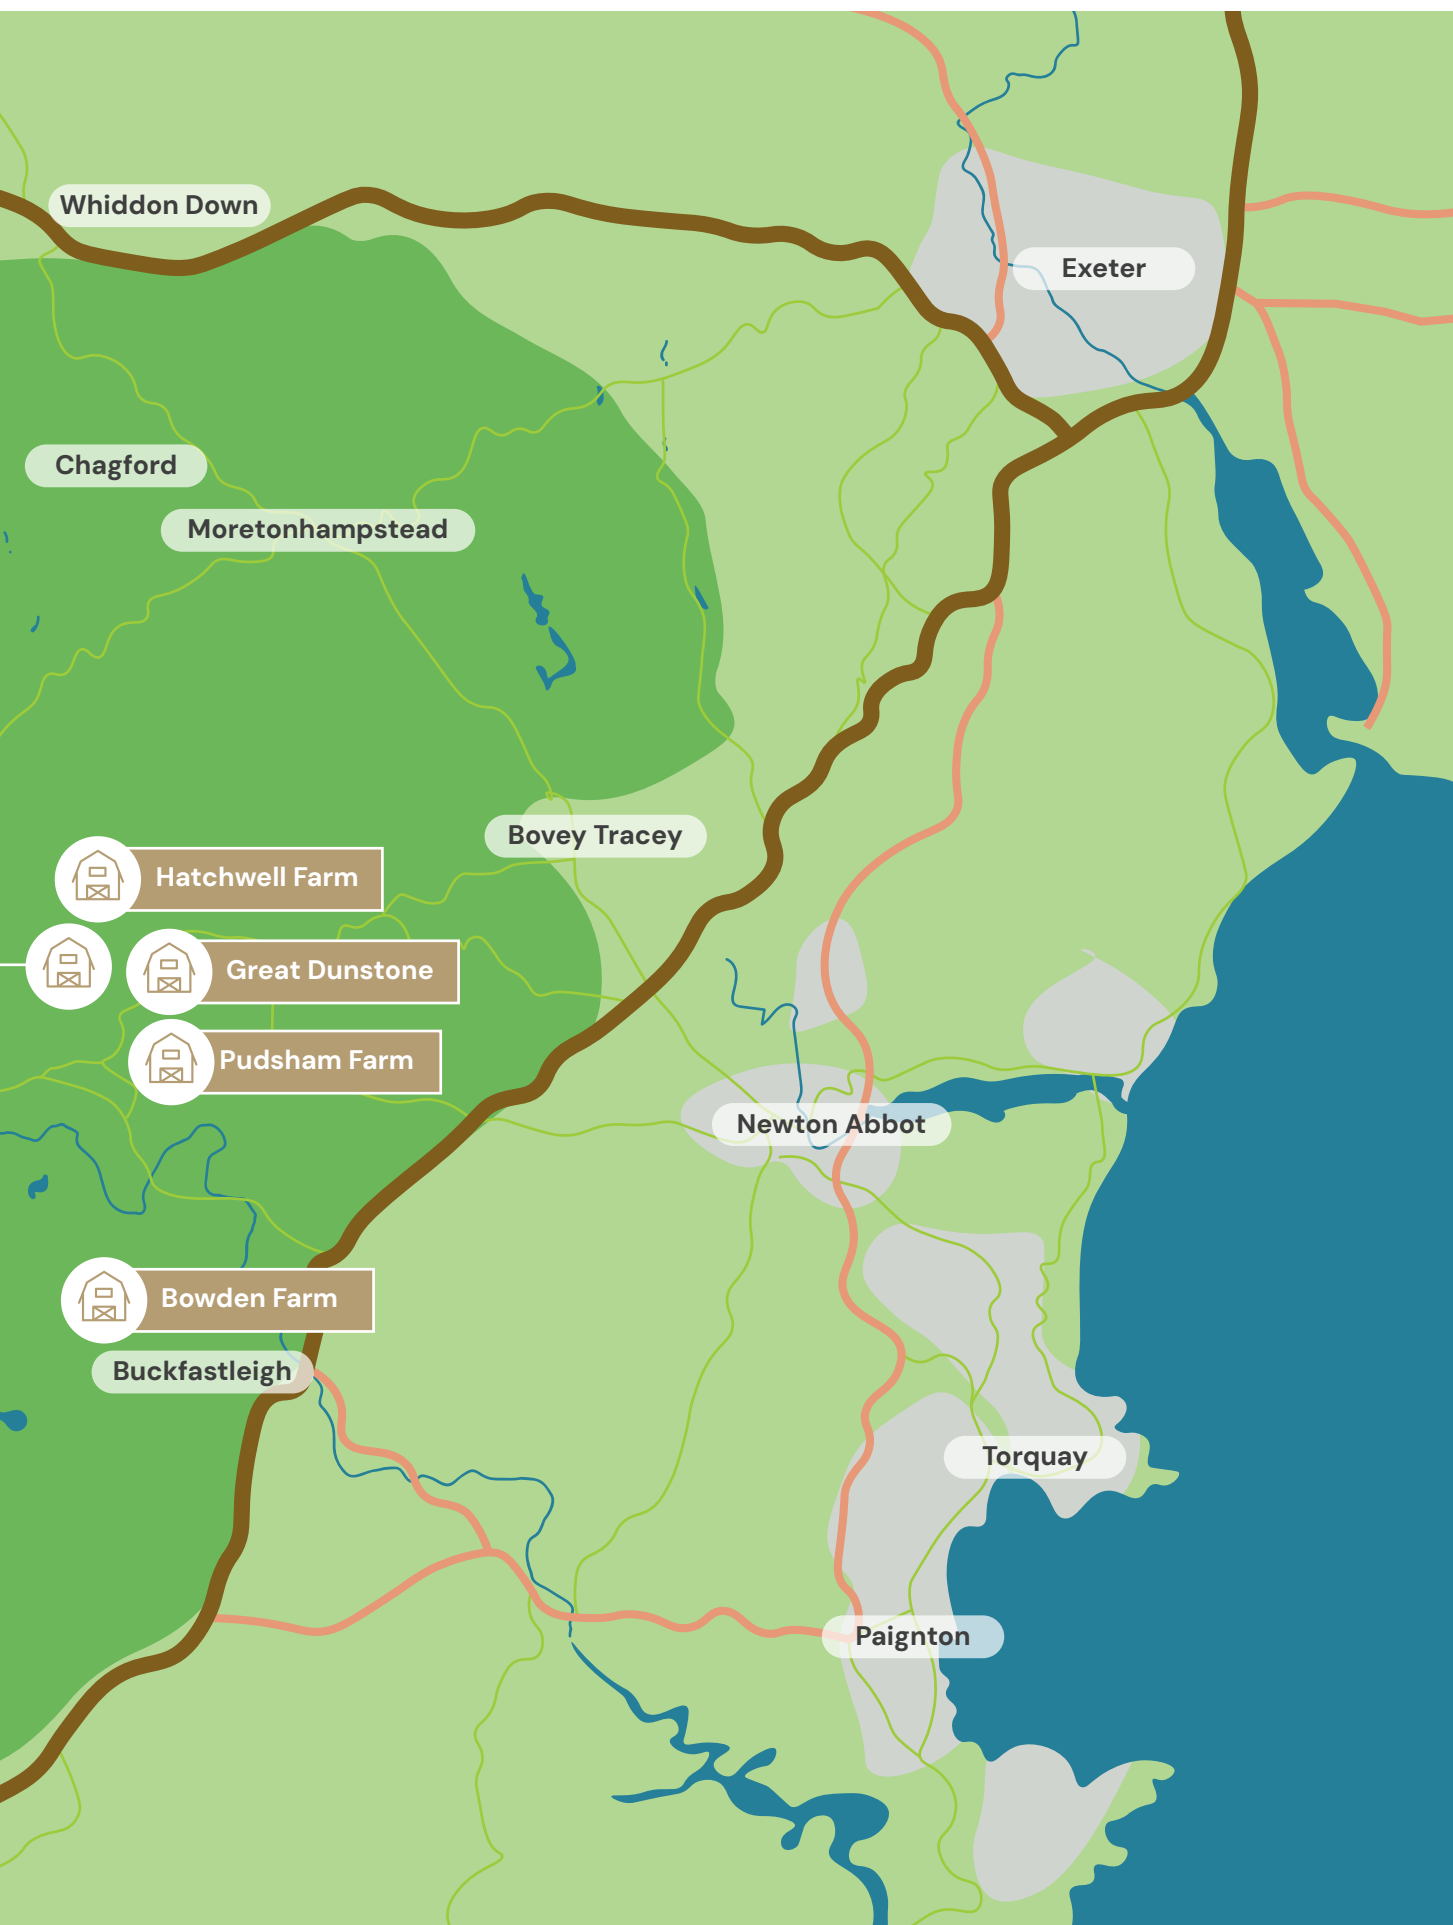 Whiddon Down
Exeter
Chagford
Moretonhampstead
Bovey Tracey
Hatchwell Farm
Great Dunstone
Pudsham Farm
Newton Abbot
Bowden Farm
Buckfastleigh
Torquay
Paignton